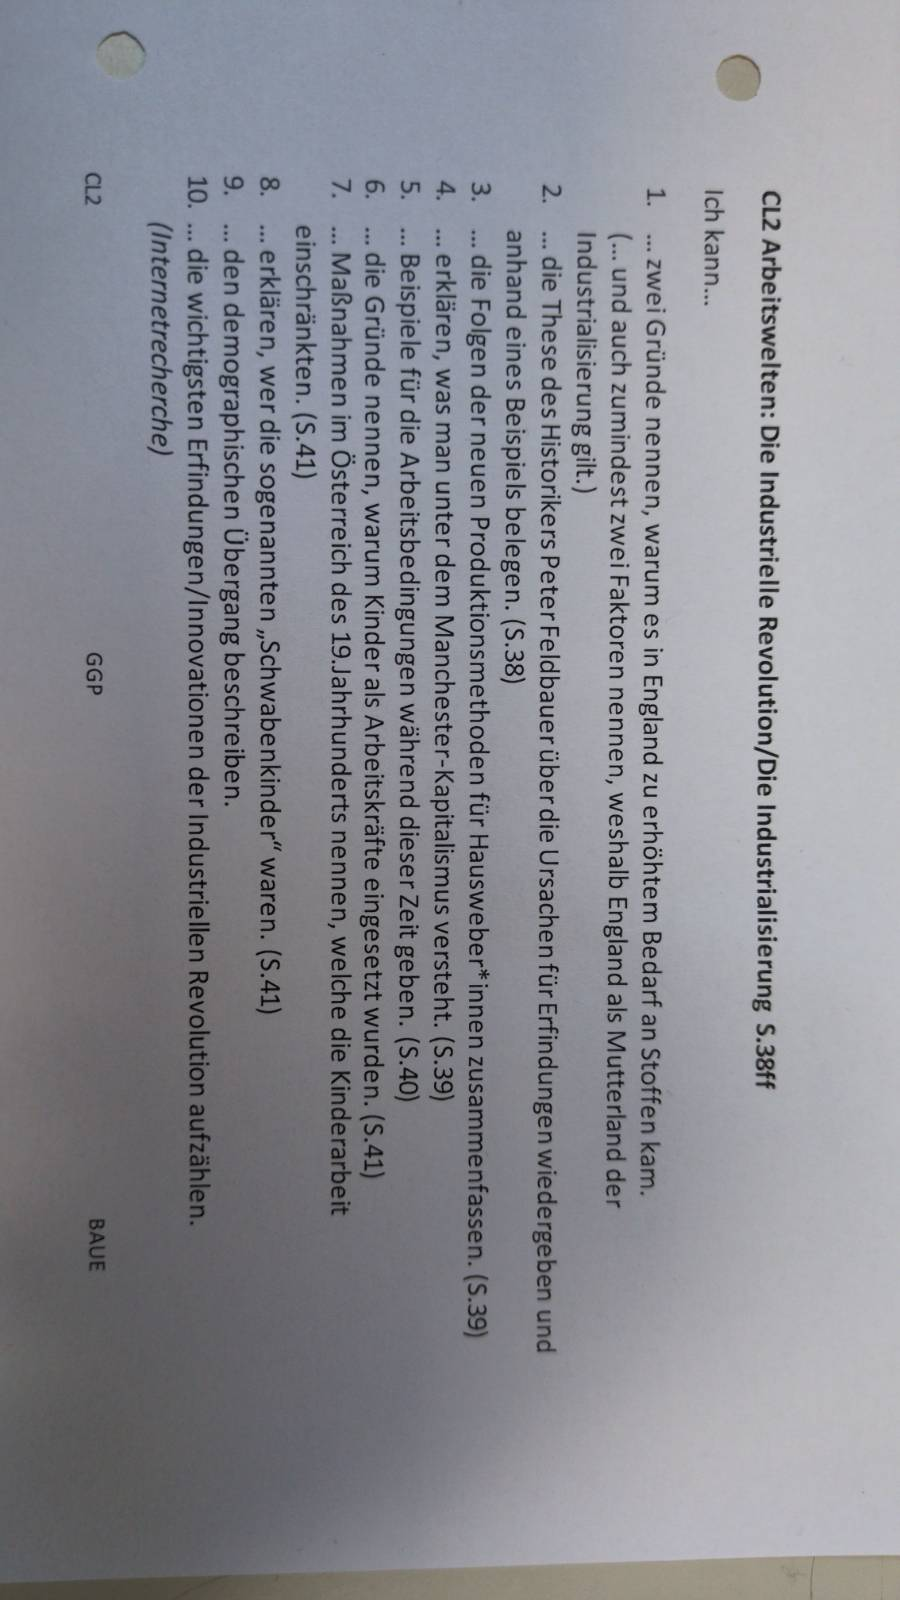 CL2 Arbeitswelten: Die Industrielle Revolution/Die Industrialisierung S.38ff
Ich kann...
1. ... zwei Gründe nennen, warum es in England zu erhöhtem Bedarf an Stoffen kam.
(... und auch zumindest zwei Faktoren nennen, weshalb England als Mutterland der
Industrialisierung gilt.)
2. ... die These des Historikers Peter Feldbauer über die Ursachen für Erfindungen wiedergeben und
anhand eines Beispiels belegen. (S.38)
3. ... die Folgen der neuen Produktionsmethoden für Hausweber*innen zusammenfassen. (S.39)
4. ... erklären, was man unter dem Manchester-Kapitalismus versteht. (S.39)
5. ... Beispiele für die Arbeitsbedingungen während dieser Zeit geben. (S.40)
6. ... die Gründe nennen, warum Kinder als Arbeitskräfte eingesetzt wurden. (S.41)
7. ... Maßnahmen im Österreich des 19.Jahrhunderts nennen, welche die Kinderarbeit
einschränkten. (S.41)
8. ... erklären, wer die sogenannten „Schwabenkinder“ waren. (S.41)
9. ... den demographischen Übergang beschreiben.
10. ... die wichtigsten Erfindungen/Innovationen der Industriellen Revolution aufzählen.
(Internetrecherche)
CL2 GGP BAUE